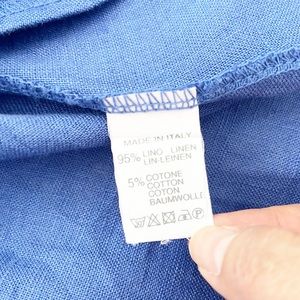 MADE IN ITALY
95% LINO LINEN
LIN-LEINEN
5% COTONE
COTTON
COTON
BAUMWOLLE